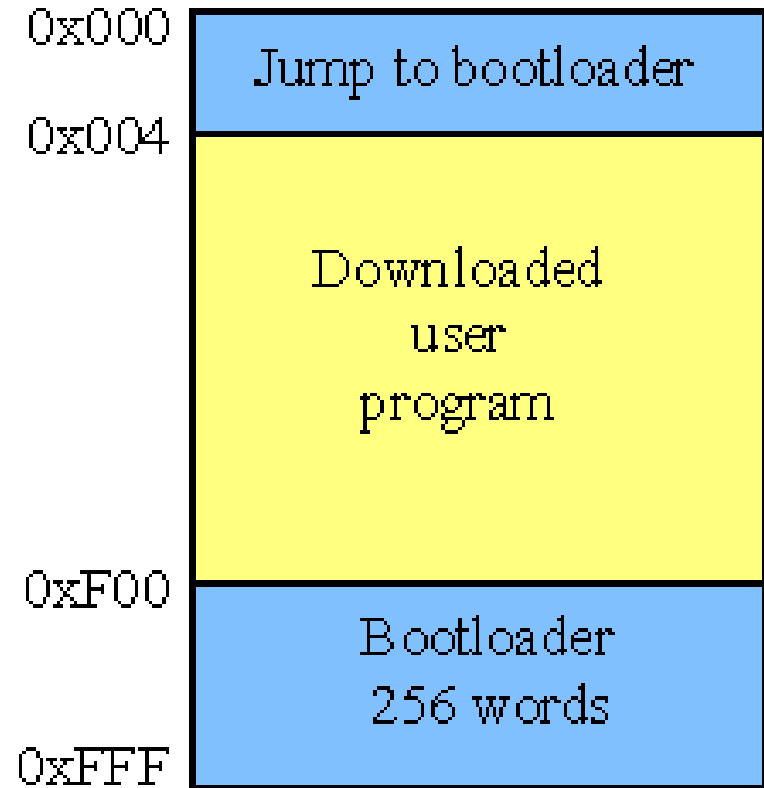 0x000
Jump to bootloader
0x004
Downloaded
user
program
0xF00
Bootloader
256 words
0xFFF